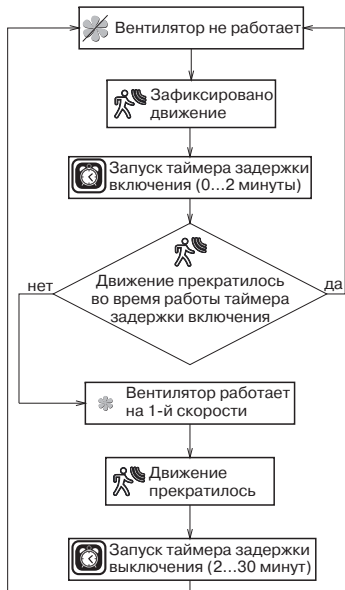 Вентилятор не работает
Зафиксировано
движение
Запуск таймера задержки
включения (0...2 минуты)
нет
да
Движение прекратилось
во время работы таймера
задержки включения
Вентилятор работает
на 1-й скорости
Движение
прекратилось
Запуск таймера задержки
выключения (2...30 минут)